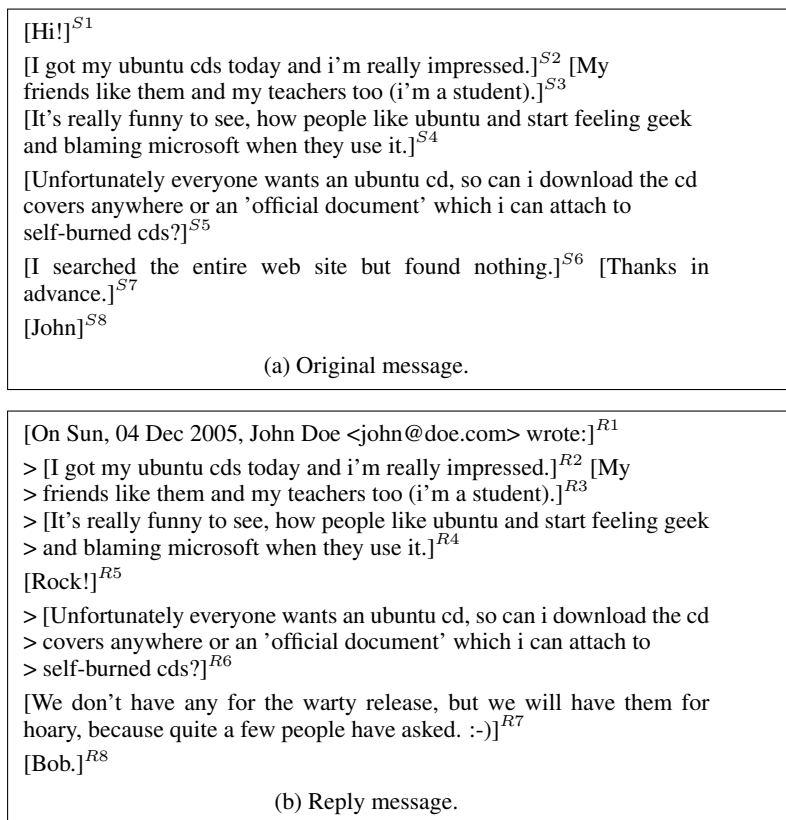 [Hi!]^S1
[I got my ubuntu cds today and i'm really impressed.]^S2 [My
friends like them and my teachers too (i'm a student).]^S3
[It's really funny to see, how people like ubuntu and start feeling geek
and blaming microsoft when they use it.]^S4
[Unfortunately everyone wants an ubuntu cd, so can i download the cd
covers anywhere or an 'official document' which i can attach to
self-burned cds?]^S5
[I searched the entire web site but found nothing.]^S6 [Thanks in
advance.]^S7
[John]^S8
(a) Original message.
[On Sun, 04 Dec 2005, John Doe <john@doe.com> wrote:]^R1
> [I got my ubuntu cds today and i'm really impressed.]^R2 [My
> friends like them and my teachers too (i'm a student).]^R3
> [It's really funny to see, how people like ubuntu and start feeling geek
> and blaming microsoft when they use it.]^R4
[Rock!]^R5
> [Unfortunately everyone wants an ubuntu cd, so can i download the cd
> covers anywhere or an 'official document' which i can attach to
> self-burned cds?]^R6
[We don't have any for the warty release, but we will have them for
hoary, because quite a few people have asked. :-)]^R7
[Bob.]^R8
(b) Reply message.